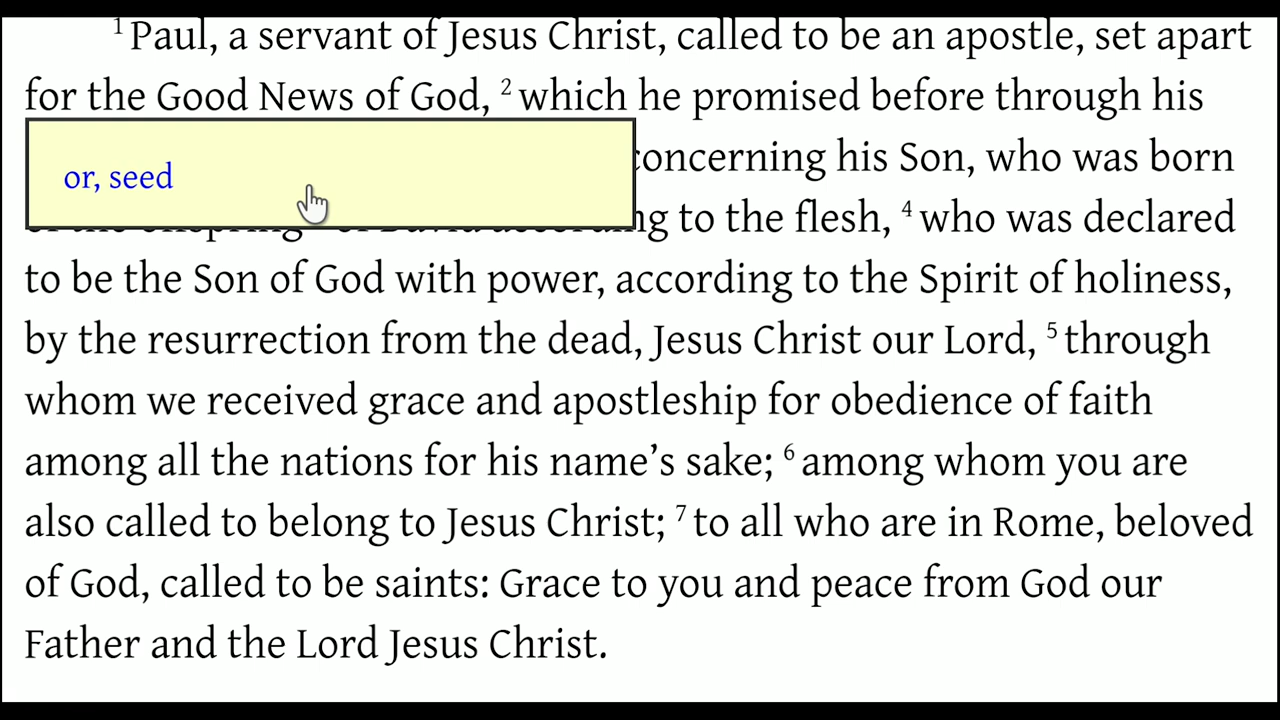 1 Paul, a servant of Jesus Christ, called to be an apostle, set apart
for the Good News of God, 2 which he promised before through his
or, seed
concerning his Son, who was born
to the flesh, 4 who was declared
to be the Son of God with power, according to the Spirit of holiness,
by the resurrection from the dead, Jesus Christ our Lord, 5 through
whom we received grace and apostleship for obedience of faith
among all the nations for his name’s sake; 6 among whom you are
also called to belong to Jesus Christ; 7 to all who are in Rome, beloved
of God, called to be saints: Grace to you and peace from God our
Father and the Lord Jesus Christ.